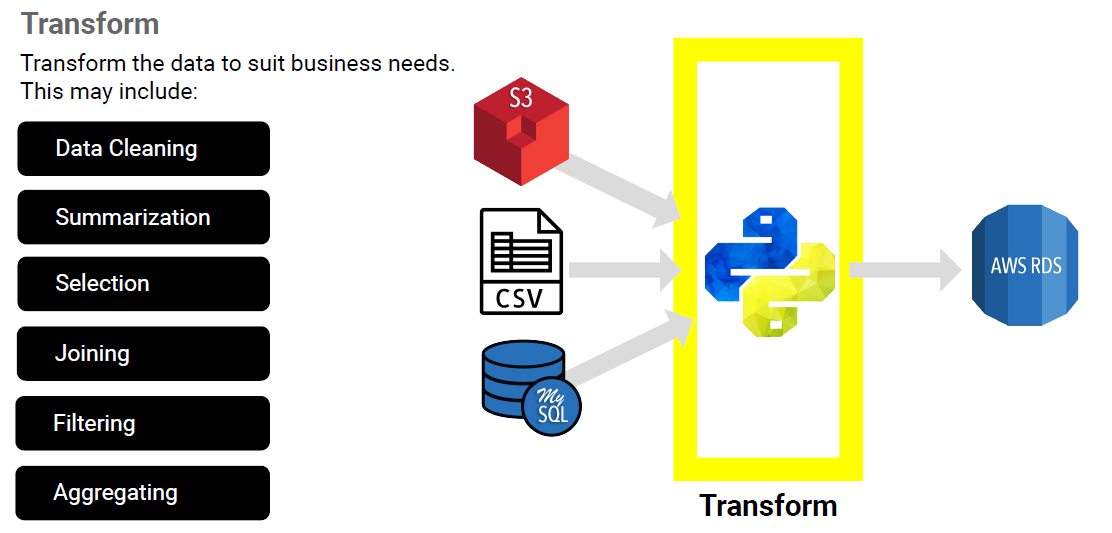 Transform
Transform the data to suit business needs.
This may include:
Data Cleaning
Summarization
Selection
Joining
Filtering
Aggregating
S3
CSV
My
SQL
AWS RDS
Transform